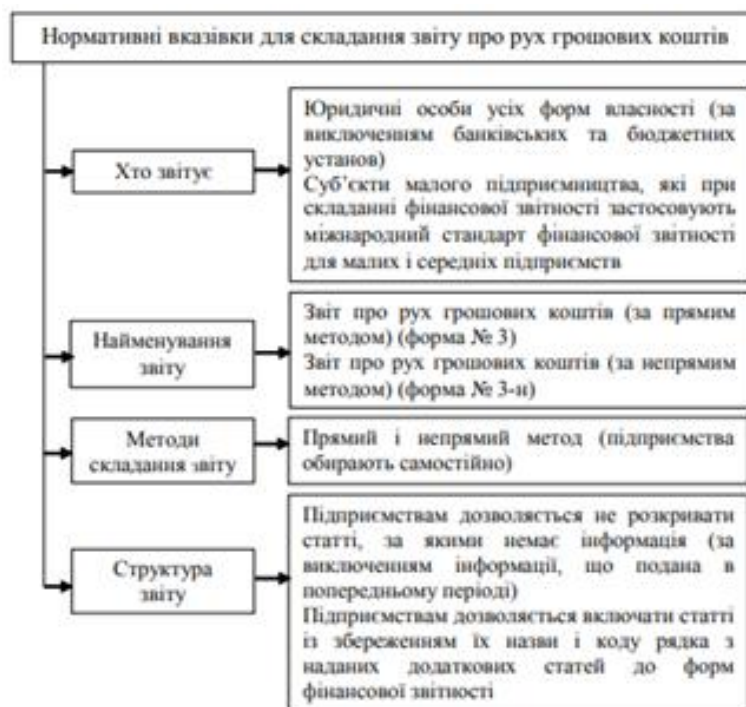 Нормативні вказівки для складання звіту про рух грошових коштів
Хто звітує
Юридичні особи усіх форм власності (за
виключенням банківських та бюджетних
установ)
Суб’єкти малого підприємництва, які при
складанні фінансової звітності застосовують
міжнародний стандарт фінансової звітності
для малих і середніх підприємств
Найменування
звіту
Звіт про рух грошових коштів (за прямим
методом) (форма № 3)
Звіт про рух грошових коштів (за непрямим
методом) (форма № 3-н)
Методи
складання звіту
Прямий і непрямий метод (підприємства
обирають самостійно)
Структура
звіту
Підприємствам дозволяється не розкривати
статті, за якими немає інформація (за
виключенням інформації, що подана в
попередньому періоді)
Підприємствам дозволяється включати статті
із збереженням їх назви і коду рядка з
наданих додаткових статей до форм
фінансової звітності